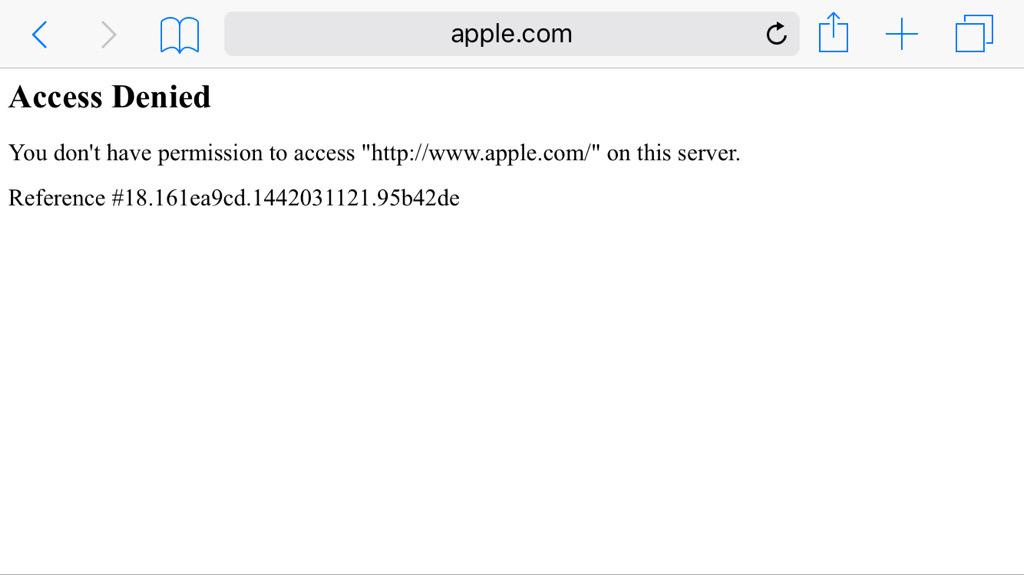 apple.com
Access Denied
You don't have permission to access "http://www.apple.com/" on this server.
Reference #18.161ea9cd.1442031121.95b42de